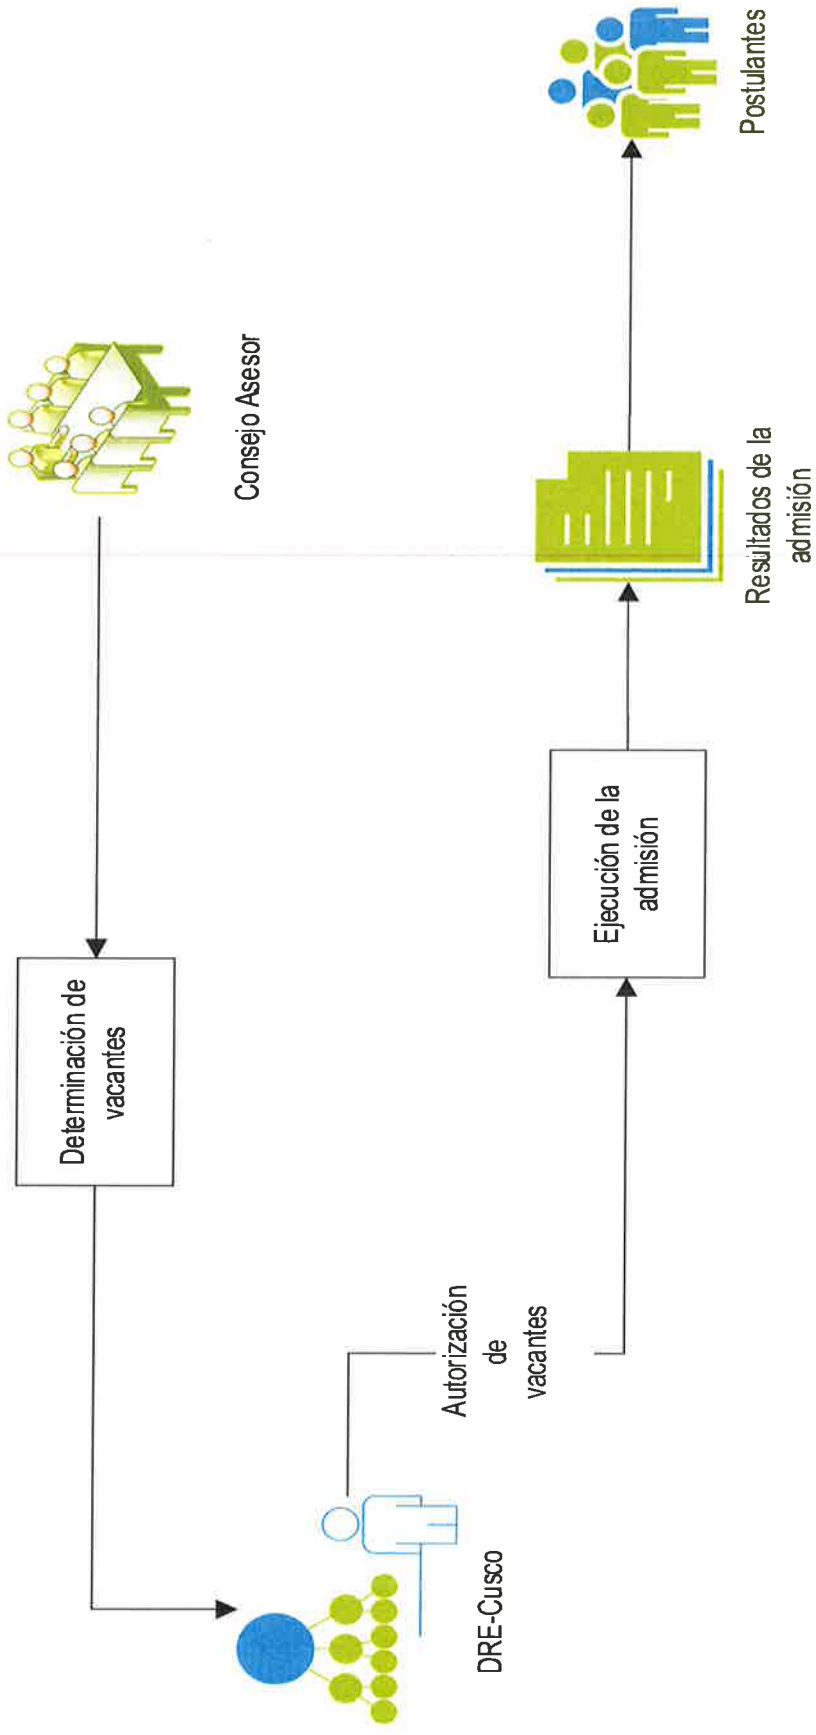 Consejo Asesor
Determinación de
vacantes
DRE-Cusco
Autorización
de
vacantes
Ejecución de la
admisión
Resultados de la
admisión
Postulantes